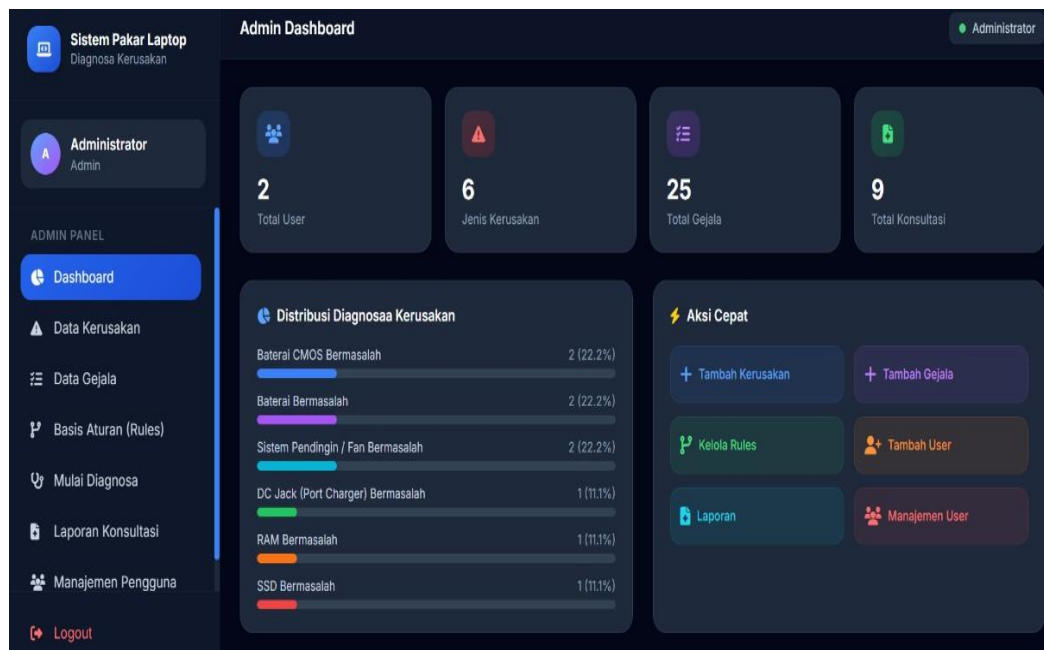 Sistem Pakar Laptop
Diagnosa Kerusakan
A
Administrator
Admin
ADMIN PANEL
Dashboard
Data Kerusakan
Data Gejala
Basis Aturan (Rules)
Mulai Diagnosa
Laporan Konsultasi
Manajemen Pengguna
Logout
Admin Dashboard
Administrator
2
Total User
6
Jenis Kerusakan
25
Total Gejala
9
Total Konsultasi
Distribusi Diagnosaa Kerusakan
Baterai CMOS Bermasalah 2 (22.2%)
Baterai Bermasalah 2 (22.2%)
Sistem Pendingin / Fan Bermasalah 2 (22.2%)
DC Jack (Port Charger) Bermasalah 1 (11.1%)
RAM Bermasalah 1 (11.1%)
SSD Bermasalah 1 (11.1%)
Aksi Cepat
+ Tambah Kerusakan
+ Tambah Gejala
Kelola Rules
Tambah User
Laporan
Manajemen User